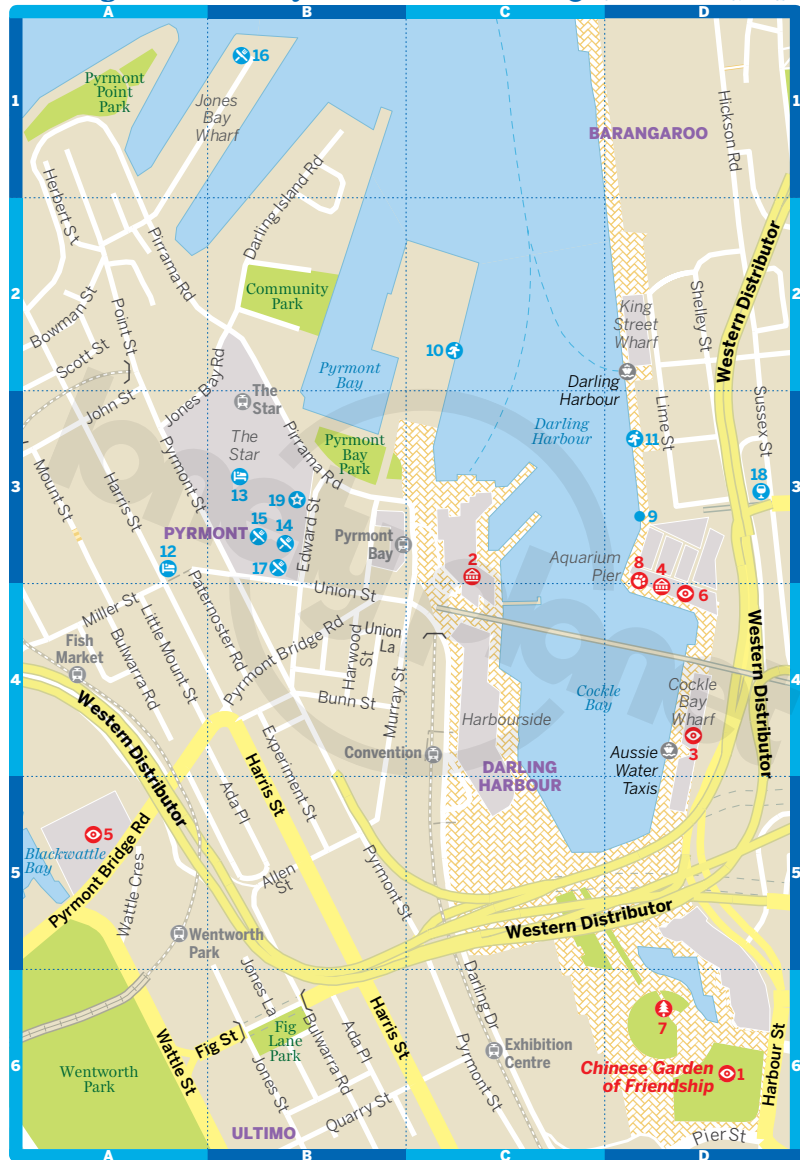 A
B
C
D
1
1
2
2
3
3
4
4
5
5
6
6
A
B
C
D
Pyrmont
Point
Park
16
Jones
Bay
Wharf
BARANGAROO
Hickson Rd
Herbert St
Darling Island Rd
Pirrama Rd
Community
Park
Bowman St
Point St
Scott St
John St
Jones Bay Rd
Pyrmont
Bay
10
King
Street
Wharf
Shelley St
Western Distributor
Darling
Harbour
Lime St
Sussex St
The
Star
The
Star
Pirrama Rd
Pyrmont
Bay Park
Darling
Harbour
11
18
Mount St
Harris St
Pyrmont St
13
19
15
14
PYRMONT
Edward St
Pyrmont
Bay
9
12
17
2
Aquarium
Pier
8
4
6
Union St
Miller St
Paternoster Rd
Little Mount St
Bulwarra Rd
Fish
Market
Pyrmont Bridge Rd
Harwood
St
Union
La
Bunn St
Murray St
Harbourside
Cockle
Bay
Cockle
Bay
Wharf
3
Western Distributor
Western Distributor
Convention
DARLING
HARBOUR
Aussie
Water
Taxis
Harris St
Experiment St
Ada Pl
5
Blackwattle
Bay
Pyrmont Bridge Rd
Wattle Cres
Allen
St
Pyrmont St
Western Distributor
Wentworth
Park
Jones La
Darling Dr
Harris St
7
Fig St
Fig
Lane
Park
Bulwarra Rd
Ada Pl
Wattle St
Exhibition
Centre
Pyrmont St
Chinese Garden
of Friendship
1
Harbour St
Wentworth
Park
Jones St
Quarry St
ULTIMO
Pier St
lonely planet